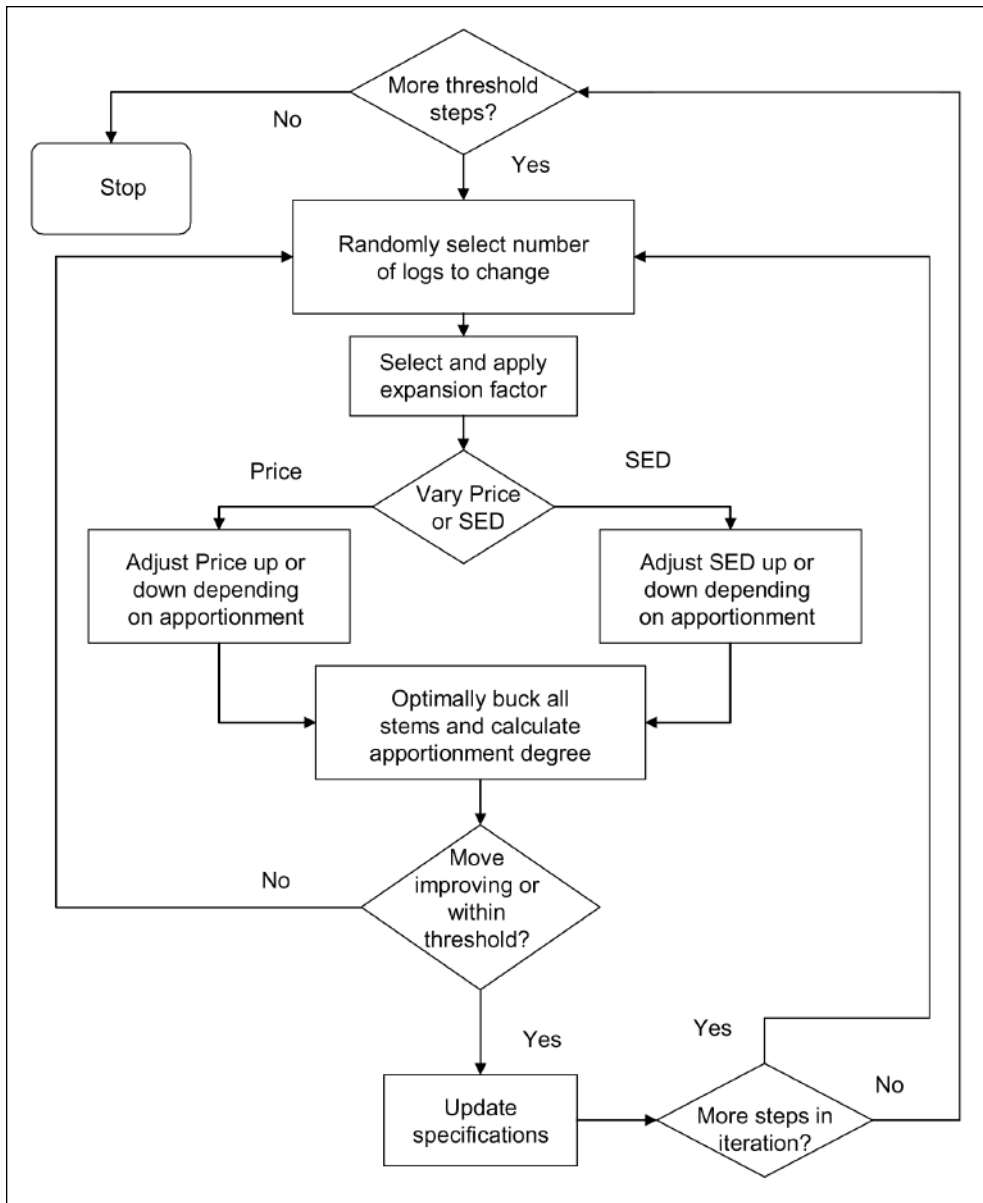 More threshold
steps?
No
Yes
Stop
Randomly select number
of logs to change
Select and apply
expansion factor
Price
SED
Vary Price
or SED
Adjust Price up or
down depending
on apportionment
Adjust SED up or
down depending
on apportionment
Optimally buck all
stems and calculate
apportionment degree
Move
improving or
within
threshold?
No
Yes
Update
specifications
Yes
No
More steps in
iteration?